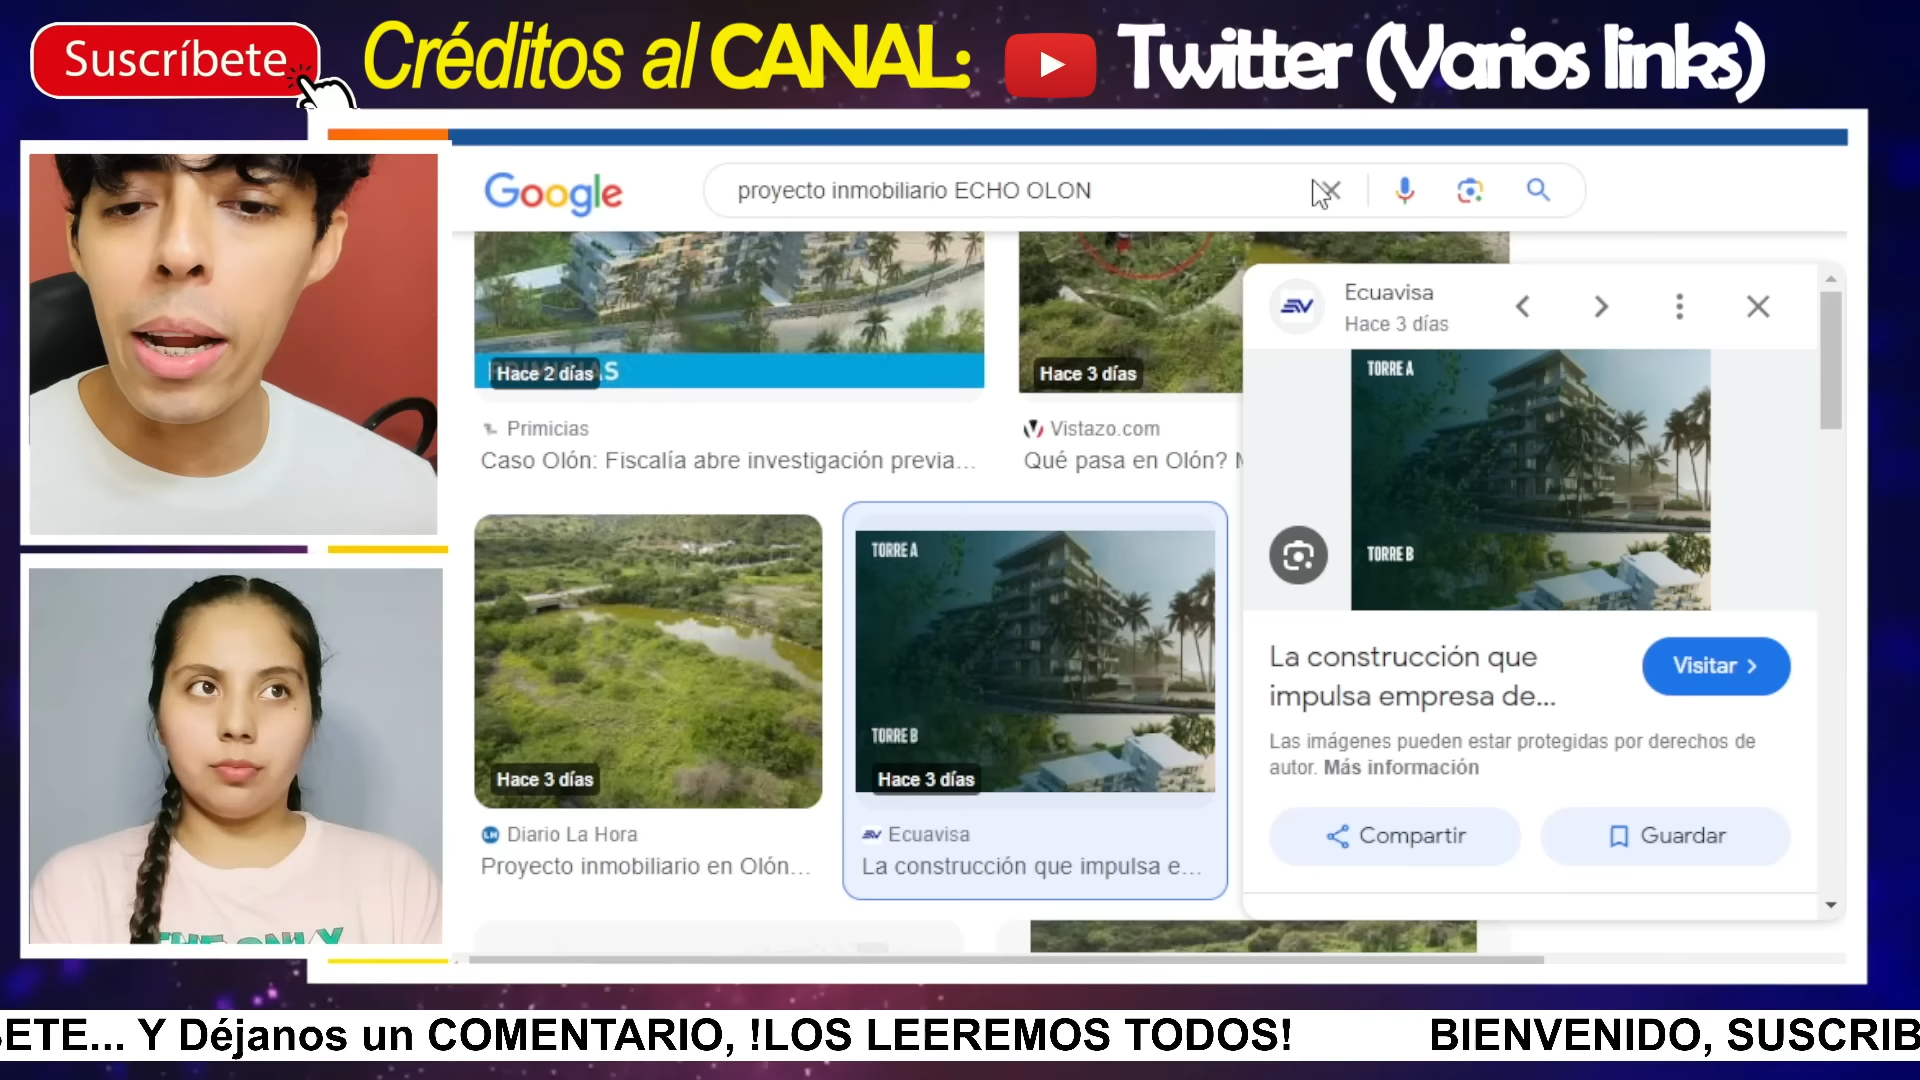 Suscríbete
Créditos al CANAL: Twitter (Varios links)
Google
proyecto inmobiliario ECHO OLON
PRIMICIAS
Hace 2 días
Primicias
Caso Olón: Fiscalía abre investigación previa...
Hace 3 días
Vistazo.com
Qué pasa en Olón?
Hace 3 días
Diario La Hora
Proyecto inmobiliario en Olón...
TORRE A
TORRE B
Hace 3 días
Ecuavisa
La construcción que impulsa e...
Ecuavisa
Hace 3 días
TORRE A
TORRE B
La construcción que
impulsa empresa de...
Visitar
Las imágenes pueden estar protegidas por derechos de
autor. Más información
Compartir
Guardar
THE ONLY
ETE... Y Déjanos un COMENTARIO, !LOS LEEREMOS TODOS! BIENVENIDO, SUSCRIB